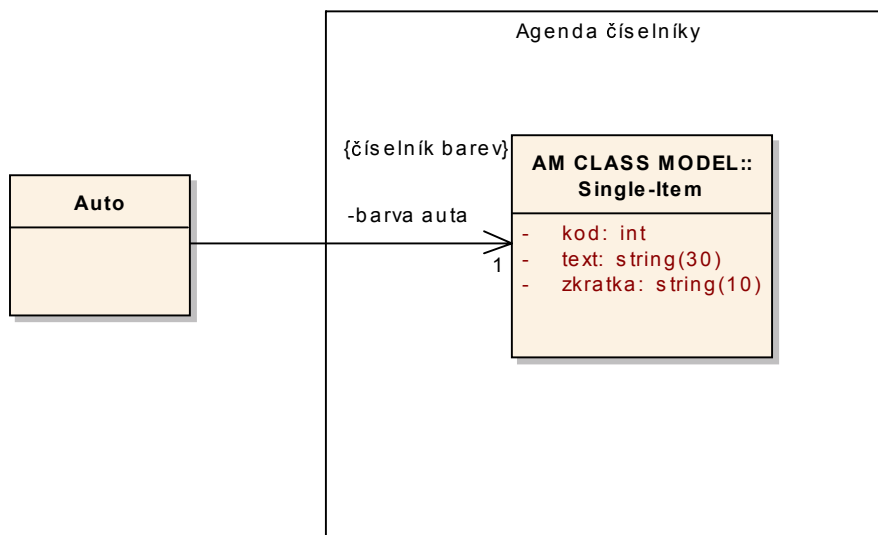 Agenda číselníky
{číselník barev}
AM CLASS MODEL::
Single-Item
Auto
-barva auta
- kod: int
- text: string(30)
- zkratka: string(10)
1